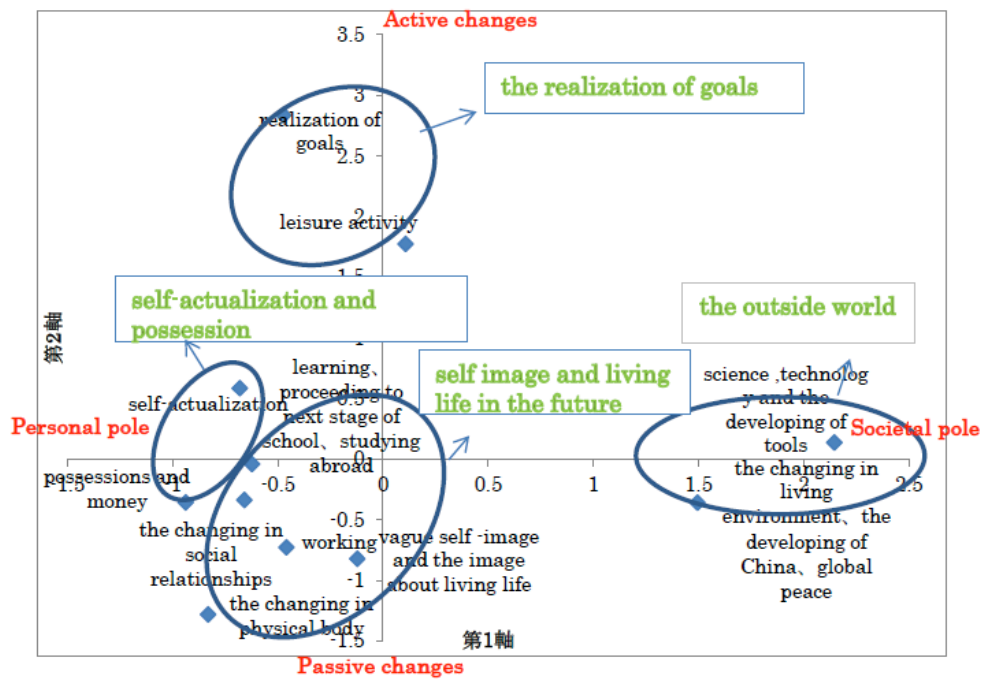 Active changes
3.5
the realization of goals
3
realization of
goals
2.5
2
leisure activity
1.5
self-actualization and
possession
the outside world
1
第2軸
learning、
proceeding to
next stage of
school、studying
abroad
self image and living
life in the future
science ,technolog
y and the
developing of
tools
the changing in
living
environment、the
developing of
China、global
peace
0.5
self-actualization
Personal pole
Societal pole
0
-1.5
-1
-0.5
0
0.5
1
1.5
2
2.5
possessions and
money
-0.5
the changing in
social
relationships
working
vague self -image
and the image
about living life
-1
the changing in
physical body
-1.5
第1軸
Passive changes